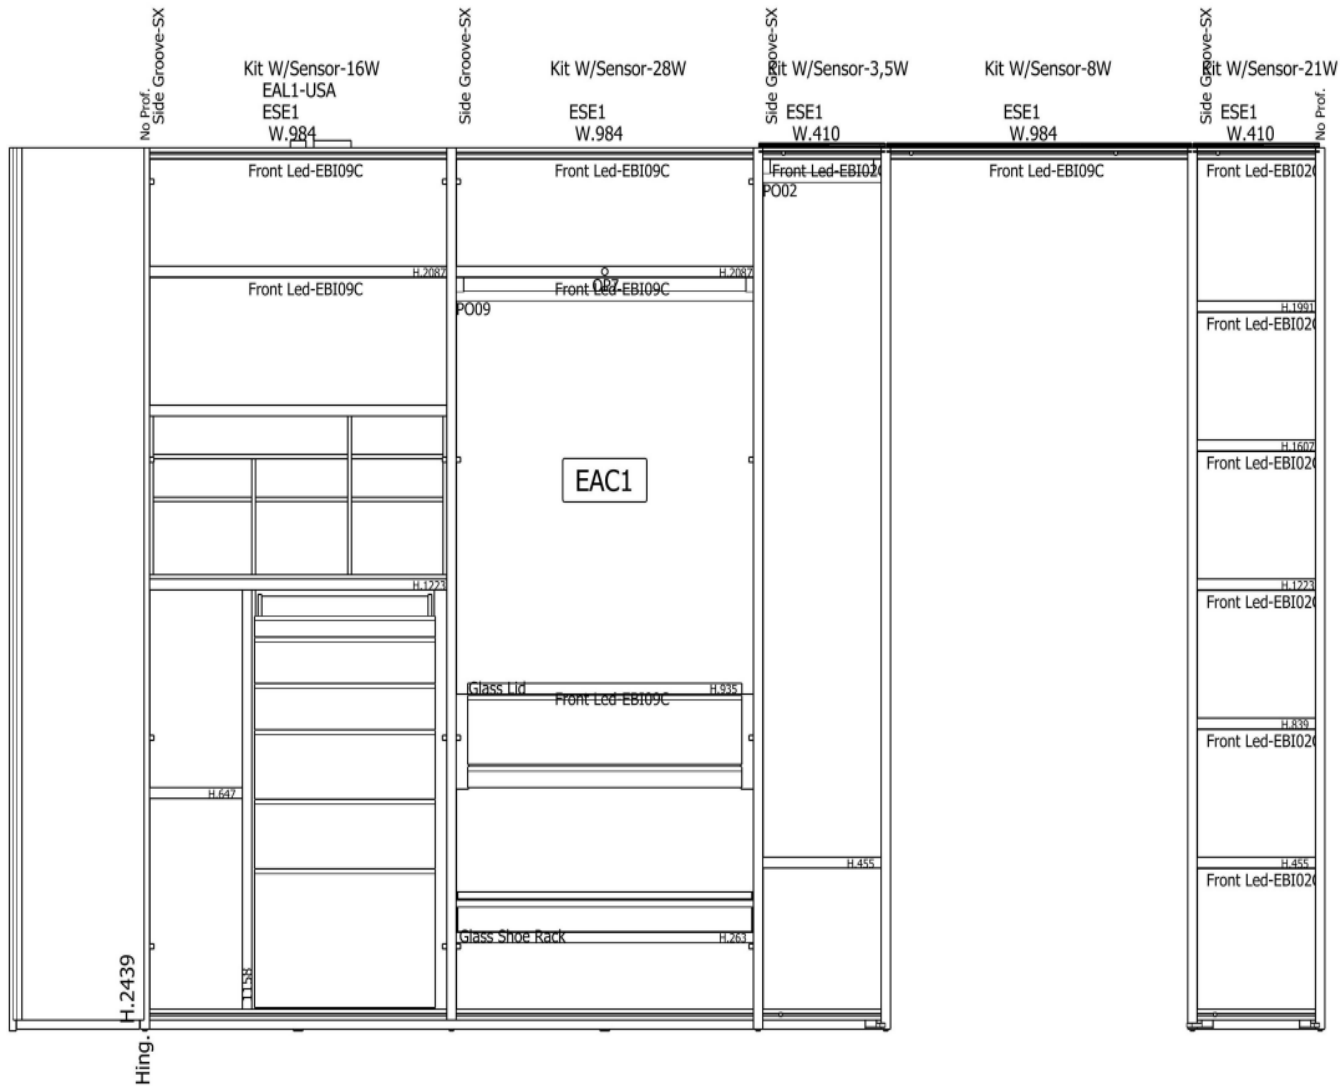 Side Groove-SX
Side Groove-SX
Side Groove-SX
Side Groove-SX
Kit W/Sensor-16W
Kit W/Sensor-28W
Kit W/Sensor-3,5W
Kit W/Sensor-8W
Kit W/Sensor-21W
EAL1-USA
No Prof.
No Prof.
ESE1
ESE1
ESE1
ESE1
ESE1
W.984
W.984
W.410
W.984
W.410
Front Led-EBI09C
Front Led-EBI09C
Front Led-EBI02
Front Led-EBI09C
Front Led-EBI02
PO02
H.2087
H.2087
OP7
Front Led-EBI09C
Front Led-EBI09C
PO09
H.1991
Front Led-EBI02
H.1607
Front Led-EBI02
EAC1
H.1223
H.1223
Front Led-EBI02
Glass Lid
H.935
Front Led-EBI09C
H.839
Front Led-EBI02
H.647
H.455
H.455
Front Led-EBI02
Glass Shoe Rack
H.263
1158
H.2439
Hing.